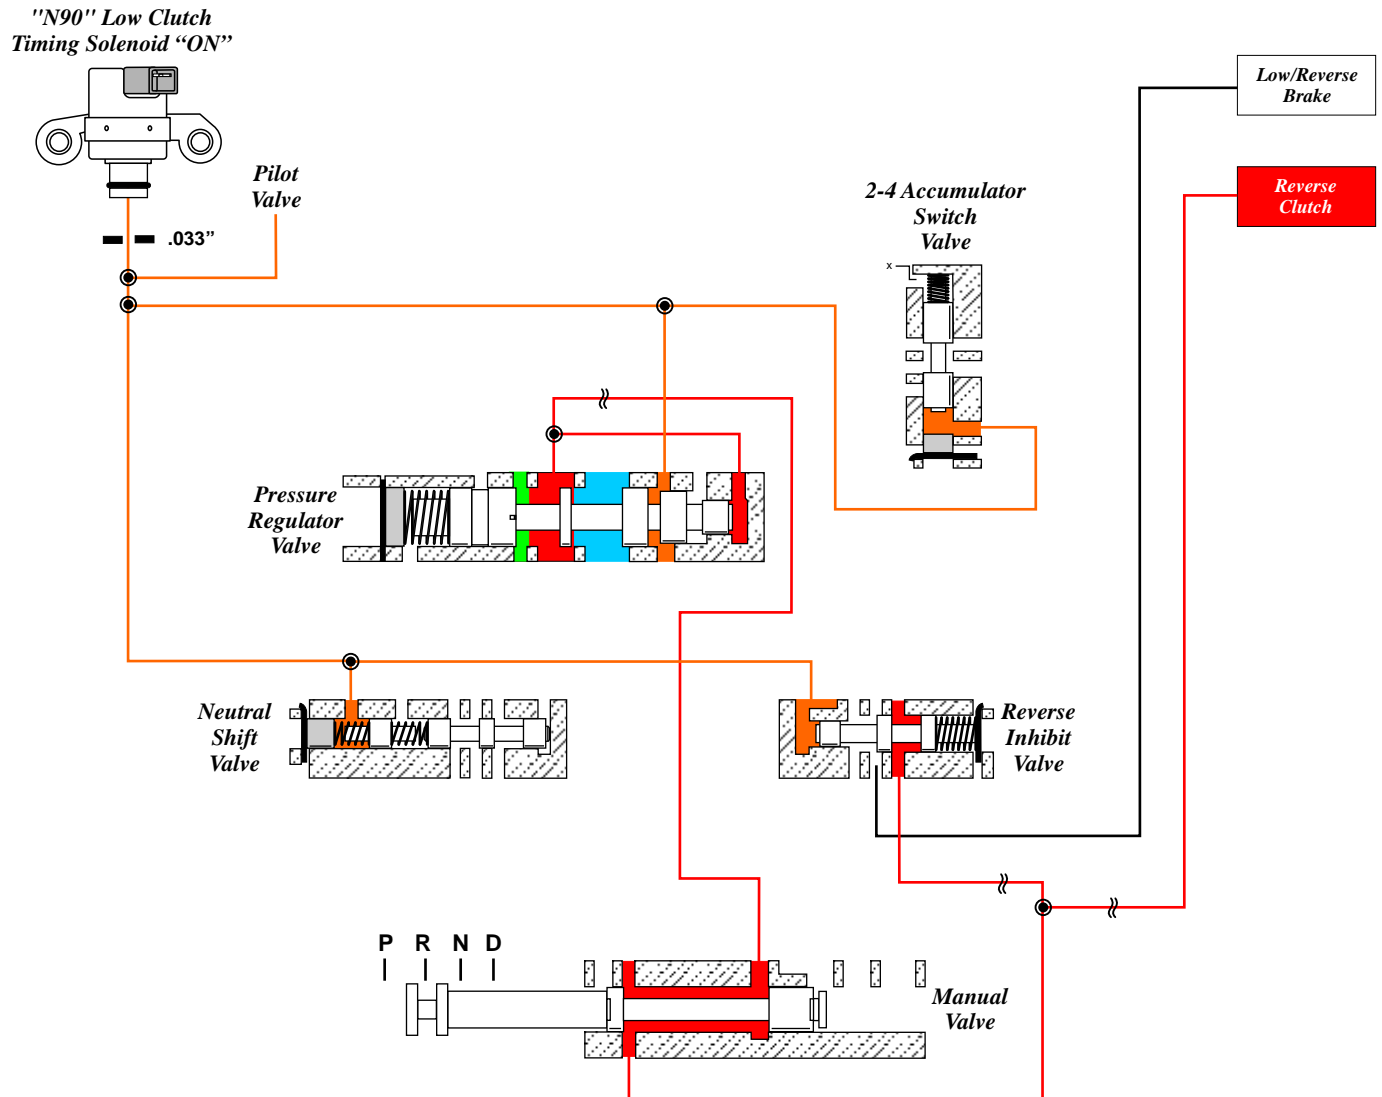 "N90" Low Clutch
Timing Solenoid “ON”
Low/Reverse
Brake
Pilot
Valve
Reverse
Clutch
2-4 Accumulator
Switch
Valve
.033”
x
Pressure
Regulator
Valve
Neutral
Shift
Valve
Reverse
Inhibit
Valve
P R N D
Manual
Valve